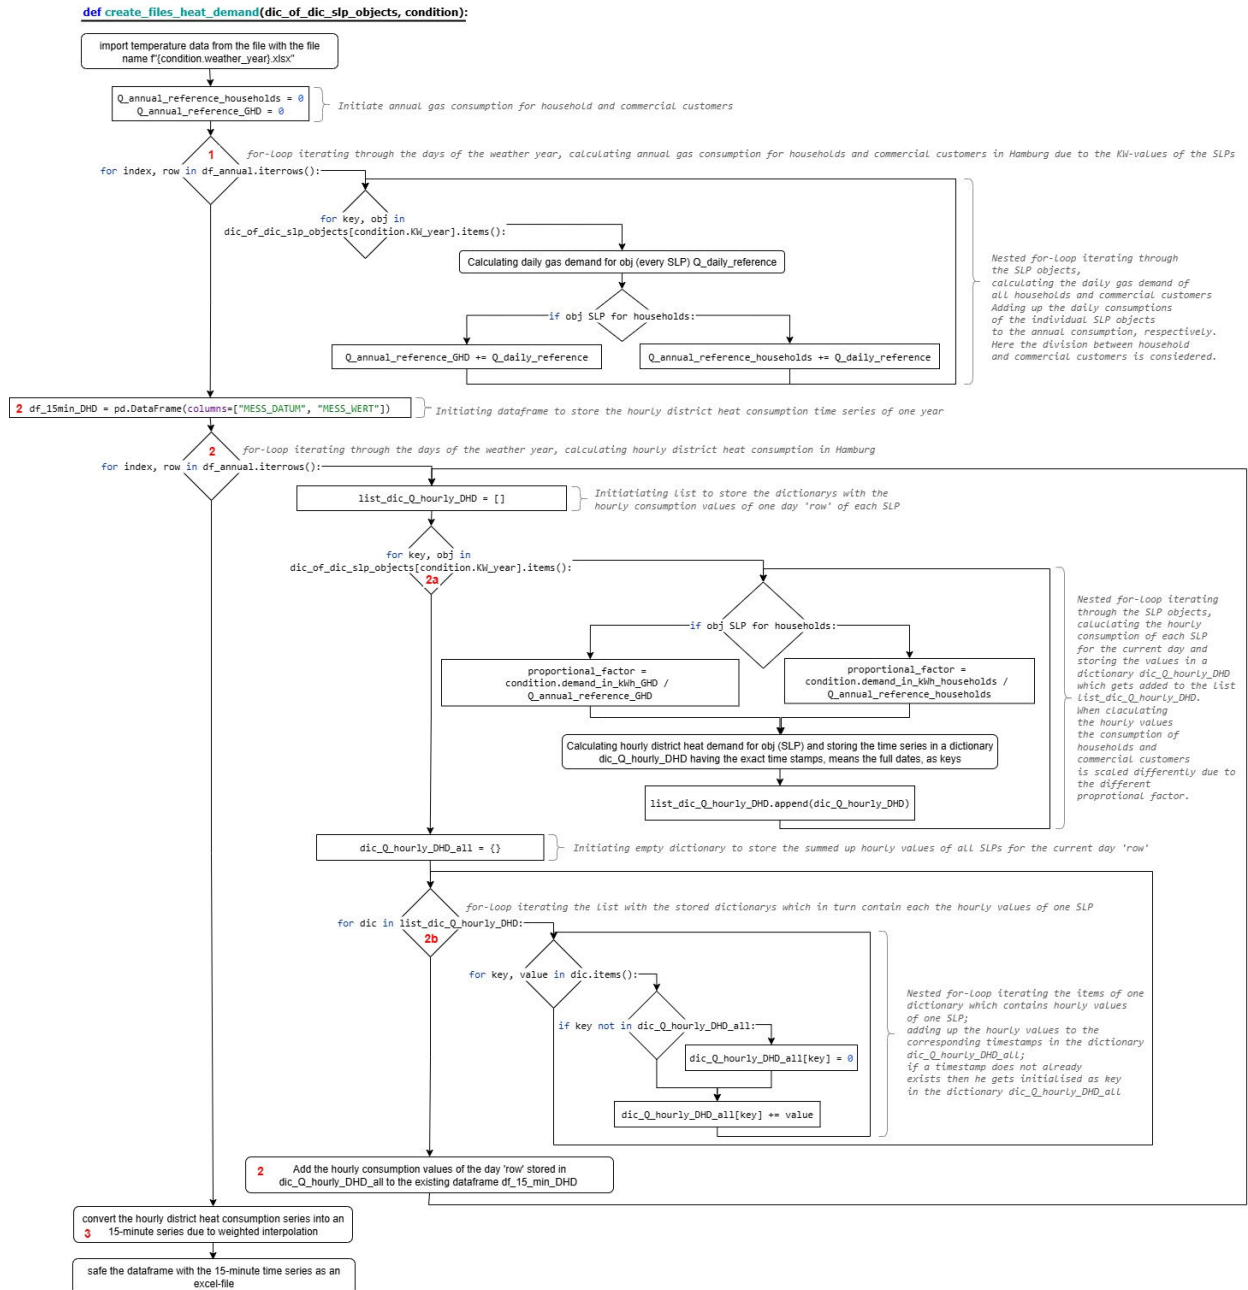 def create_files_heat_demand(dic_of_dic_slp_objects, condition):
import temperature data from the file with the file
name f"{condition.weather_year}.xlsx"
Q_annual_reference_households = 0
Q_annual_reference_GHD = 0
Initiate annual gas consumption for household and commercial customers
1
for-loop iterating through the days of the weather year, calculating annual gas consumption for households and commercial customers in Hamburg due to the KW-values of the SLPs
for index, row in df_annual.iterrows():
for key, obj in
dic_of_dic_slp_objects[condition.KW_year].items():
Calculating daily gas demand for obj (every SLP) Q_daily_reference
if obj SLP for households:
Q_annual_reference_GHD += Q_daily_reference
Q_annual_reference_households += Q_daily_reference
Nested for-loop iterating through
the SLP objects,
calculating the daily gas demand of
all households and commercial customers
Adding up the daily consumptions
of the individual SLP objects
to the annual consumption, respectively.
Here the division between household
and commercial customers is consiedered.
2 df_15min_DHD = pd.DataFrame(columns=["MESS_DATUM", "MESS_WERT"])
Initiating dataframe to store the hourly district heat consumption time series of one year
2
for-loop iterating through the days of the weather year, calculating hourly district heat consumption in Hamburg
for index, row in df_annual.iterrows():
list_dic_Q_hourly_DHD = []
Initiatiating list to store the dictionarys with the
hourly consumption values of one day 'row' of each SLP
for key, obj in
dic_of_dic_slp_objects[condition.KW_year].items():
2a
if obj SLP for households:
proportional_factor =
condition.demand_in_kWh_GHD /
Q_annual_reference_GHD
proportional_factor =
condition.demand_in_kWh_households /
Q_annual_reference_households
Calculating hourly district heat demand for obj (SLP) and storing the time series in a dictionary
dic_Q_hourly_DHD having the exact time stamps, means the full dates, as keys
list_dic_Q_hourly_DHD.append(dic_Q_hourly_DHD)
Nested for-loop iterating
through the SLP objects,
caluclating the hourly
consumption of each SLP
for the current day and
storing the values in a
dictionary dic_Q_hourly_DHD
which gets added to the list
list_dic_Q_hourly_DHD.
When claculating
the hourly values
the consumption of
households and
commercial customers
is scaled differently due to
the different
proprotional factor.
dic_Q_hourly_DHD_all = {}
Initiating empty dictionary to store the summed up hourly values of all SLPs for the current day 'row'
for-loop iterating the list with the stored dictionarys which in turn contain each the hourly values of one SLP
for dic in list_dic_Q_hourly_DHD:
2b
for key, value in dic.items():
if key not in dic_Q_hourly_DHD_all:
dic_Q_hourly_DHD_all[key] = 0
dic_Q_hourly_DHD_all[key] += value
Nested for-loop iterating the items of one
dictionary which contains hourly values
of one SLP;
adding up the hourly values to the
corresponding timestamps in the dictionary
dic_Q_hourly_DHD_all;
if a timestamp does not already
exists then he gets initialised as key
in the dictionary dic_Q_hourly_DHD_all
2 Add the hourly consumption values of the day 'row' stored in
dic_Q_hourly_DHD_all to the existing dataframe df_15_min_DHD
convert the hourly district heat consumption series into an
3 15-minute series due to weighted interpolation
safe the dataframe with the 15-minute time series as an
excel-file